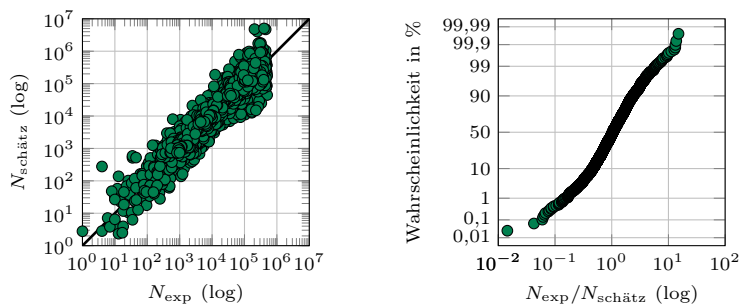 10^7
10^6
10^5
10^4
10^3
10^2
10^1
10^0
N_schätz (log)
10^0 10^1 10^2 10^3 10^4 10^5 10^6 10^7
N_exp (log)
99,99
99,9
99
90
50
10
1
0,1
0,01
Wahrscheinlichkeit in %
10^-2 10^-1 10^0 10^1 10^2
N_exp/N_schätz (log)